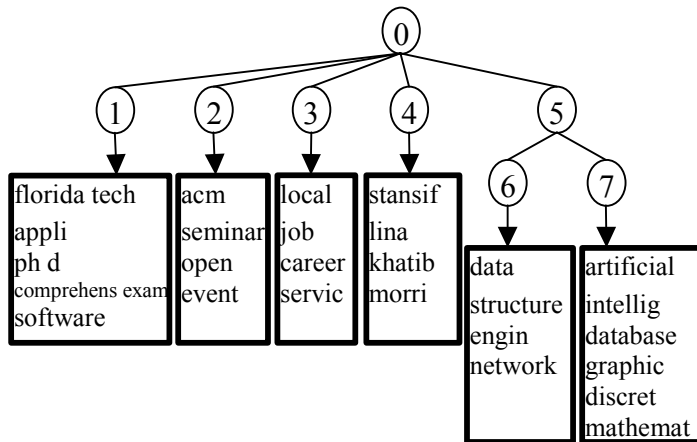 0
1
2
3
4
5
6
7
florida tech
appli
ph d
comprehens exam
software
acm
seminar
open
event
local
job
career
servic
stansif
lina
khatib
morri
data
structure
engin
network
artificial
intellig
database
graphic
discret
mathemat